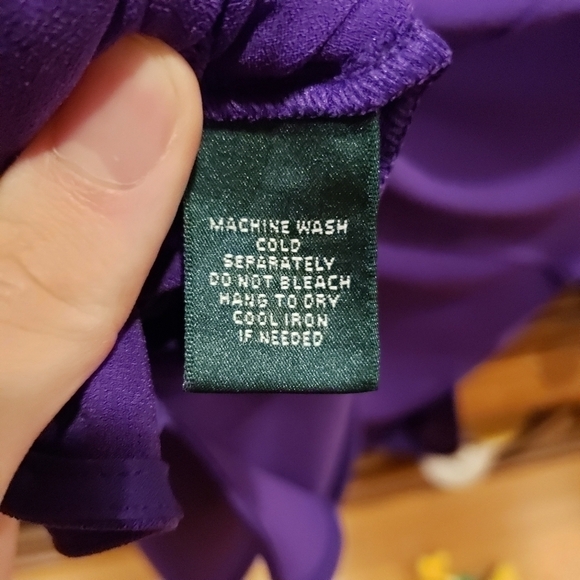 MACHINE WASH
COLD
SEPARATELY
DO NOT BLEACH
HANG TO DRY
COOL IRON
IF NEEDED